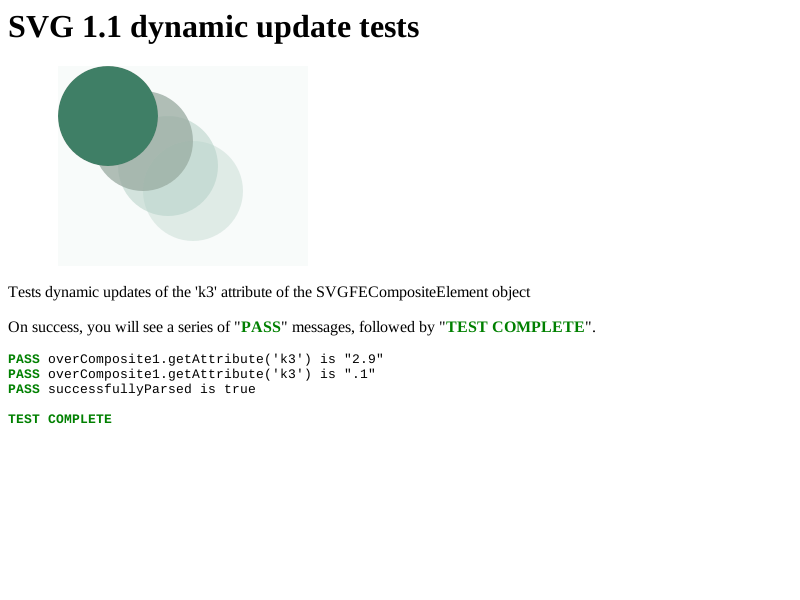 SVG 1.1 dynamic update tests
Tests dynamic updates of the 'k3' attribute of the SVGFECompositeElement object
On success, you will see a series of "PASS" messages, followed by "TEST COMPLETE".
PASS overComposite1.getAttribute('k3') is "2.9"
PASS overComposite1.getAttribute('k3') is ".1"
PASS successfullyParsed is true
TEST COMPLETE